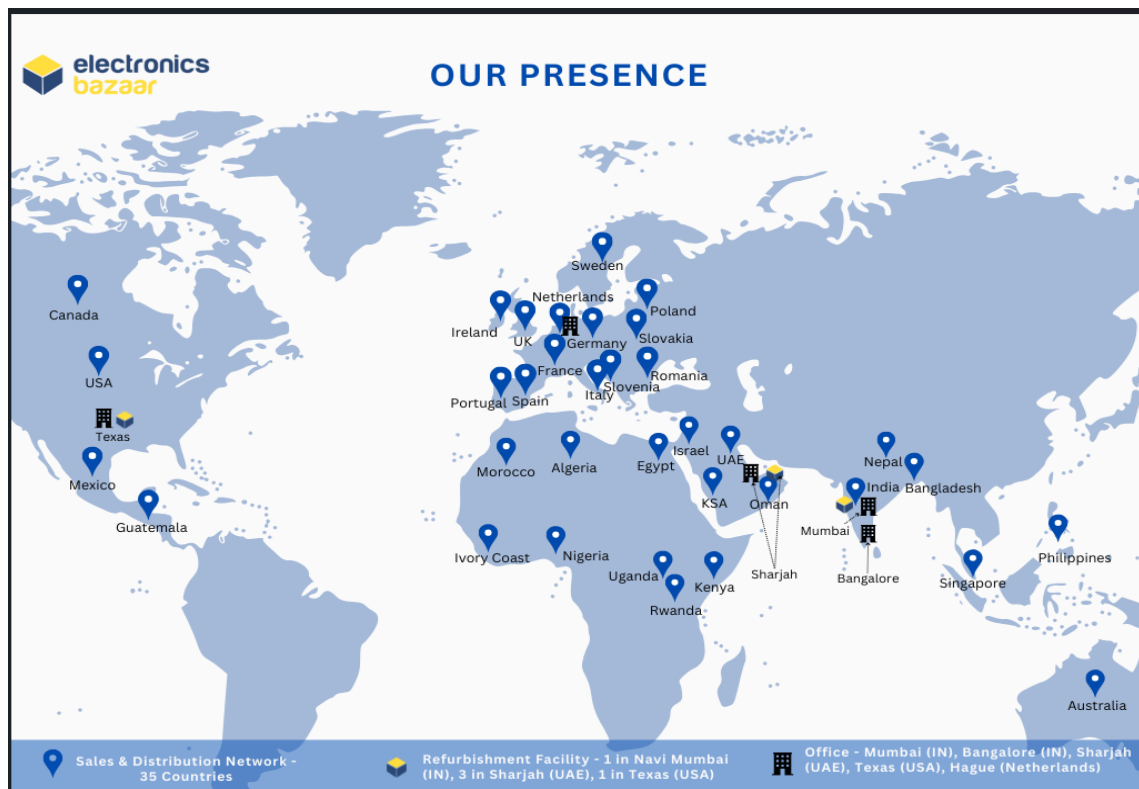 electronics
bazaar
OUR PRESENCE
Sweden
Netherlands
Canada
Poland
Ireland
UK
Germany
Slovakia
France
USA
Romania
Slovenia
Italy
Portugal
Spain
Texas
Israel
UAE
Morocco
Algeria
Egypt
Nepal
Mexico
India
Bangladesh
KSA
Oman
Guatemala
Mumbai
Ivory Coast
Nigeria
Philippines
Uganda
Sharjah
Bangalore
Kenya
Singapore
Rwanda
Australia
Sales & Distribution Network -
35 Countries
Refurbishment Facility - 1 in Navi Mumbai
(IN), 3 in Sharjah (UAE), 1 in Texas (USA)
Office - Mumbai (IN), Bangalore (IN), Sharjah
(UAE), Texas (USA), Hague (Netherlands)